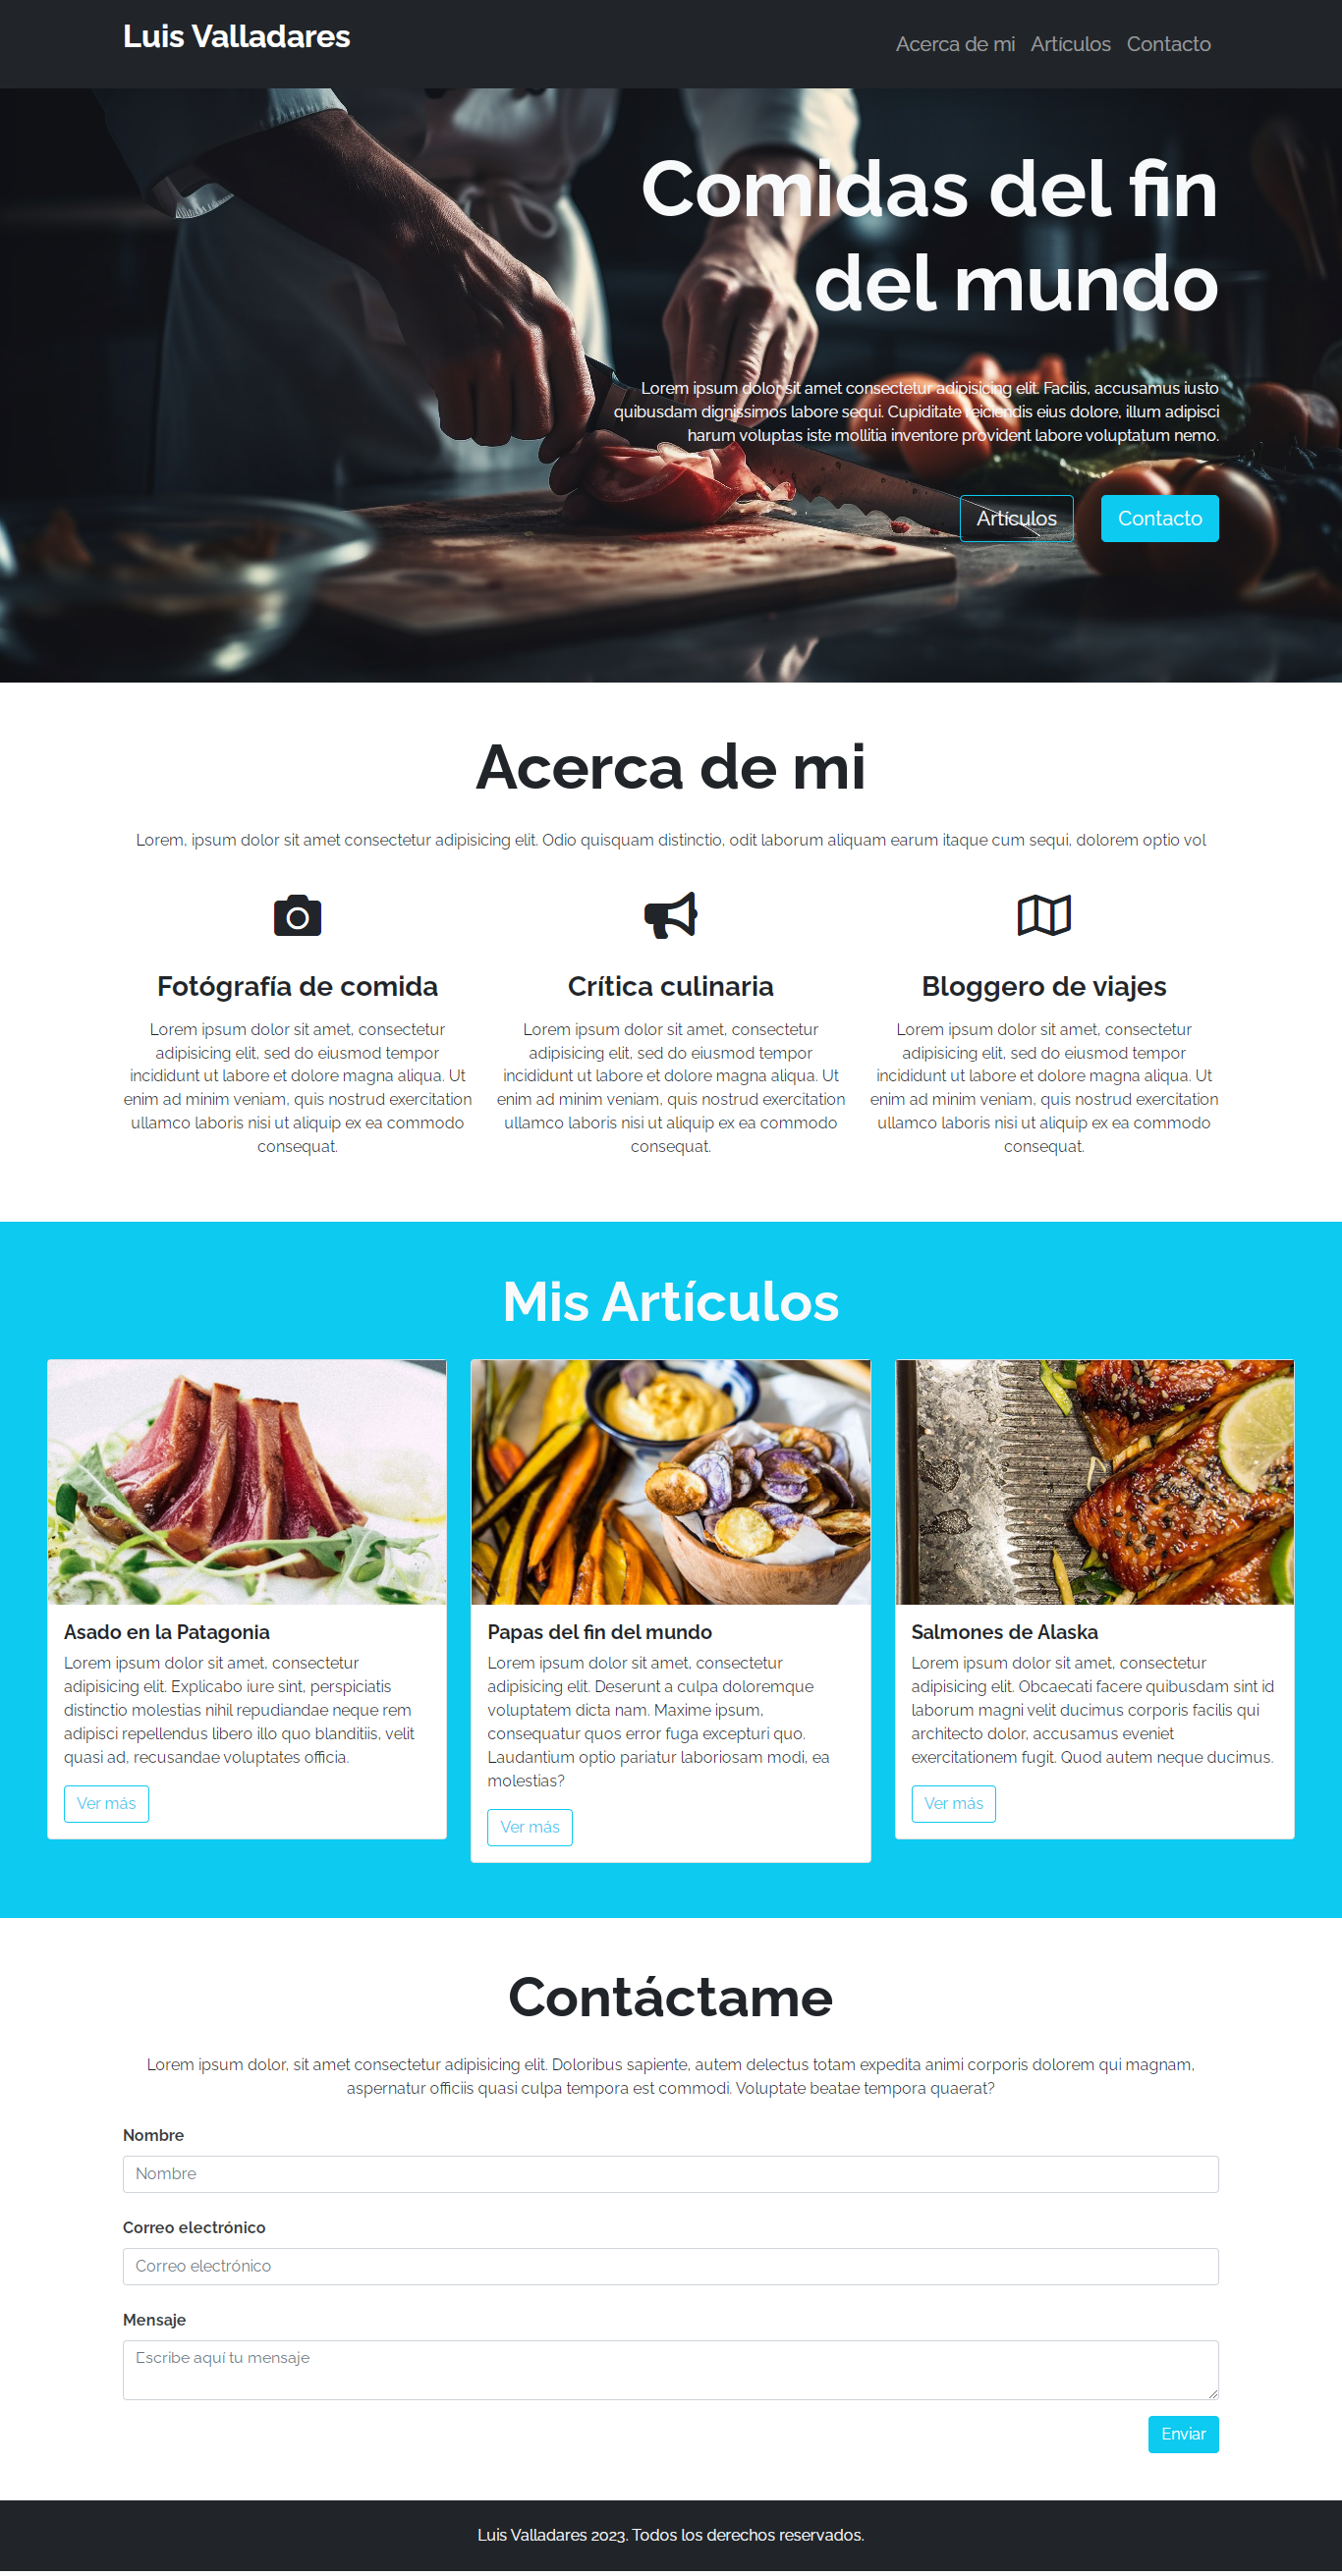 Luis Valladares
Acerca de mi
Artículos
Contacto
Comidas del fin
del mundo
Lorem ipsum dolor sit amet consectetur adipisicing elit. Facilis, accusamus iusto
quibusdam dignissimos labore sequi. Cupiditate reiciendis eius dolore, illum adipisci
harum voluptas iste mollitia inventore provident labore voluptatum nemo.
Artículos
Contacto
Acerca de mi
Lorem, ipsum dolor sit amet consectetur adipisicing elit. Odio quisquam distinctio, odit laborum aliquam earum itaque cum sequi, dolorem optio vol
Fotógrafía de comida
Lorem ipsum dolor sit amet, consectetur
adipisicing elit, sed do eiusmod tempor
incididunt ut labore et dolore magna aliqua. Ut
enim ad minim veniam, quis nostrud exercitation
ullamco laboris nisi ut aliquip ex ea commodo
consequat.
Crítica culinaria
Lorem ipsum dolor sit amet, consectetur
adipisicing elit, sed do eiusmod tempor
incididunt ut labore et dolore magna aliqua. Ut
enim ad minim veniam, quis nostrud exercitation
ullamco laboris nisi ut aliquip ex ea commodo
consequat.
Bloggero de viajes
Lorem ipsum dolor sit amet, consectetur
adipisicing elit, sed do eiusmod tempor
incididunt ut labore et dolore magna aliqua. Ut
enim ad minim veniam, quis nostrud exercitation
ullamco laboris nisi ut aliquip ex ea commodo
consequat.
Mis Artículos
Asado en la Patagonia
Lorem ipsum dolor sit amet, consectetur
adipisicing elit. Explicabo iure sint, perspiciatis
distinctio molestias nihil repudiandae neque rem
adipisci repellendus libero illo quo blanditiis, velit
quasi ad, recusandae voluptates officia.
Ver más
Papas del fin del mundo
Lorem ipsum dolor sit amet, consectetur
adipisicing elit. Deserunt a culpa doloremque
voluptatem dicta nam. Maxime ipsum,
consequatur quos error fuga excepturi quo.
Laudantium optio pariatur laboriosam modi, ea
molestias?
Ver más
Salmones de Alaska
Lorem ipsum dolor sit amet, consectetur
adipisicing elit. Obcaecati facere quibusdam sint id
laborum magni velit ducimus corporis facilis qui
architecto dolor, accusamus eveniet
exercitationem fugit. Quod autem neque ducimus.
Ver más
Contáctame
Lorem ipsum dolor, sit amet consectetur adipisicing elit. Doloribus sapiente, autem delectus totam expedita animi corporis dolorem qui magnam,
aspernatur officiis quasi culpa tempora est commodi. Voluptate beatae tempora quaerat?
Nombre
Nombre
Correo electrónico
Correo electrónico
Mensaje
Escribe aquí tu mensaje
Enviar
Luis Valladares 2023. Todos los derechos reservados.